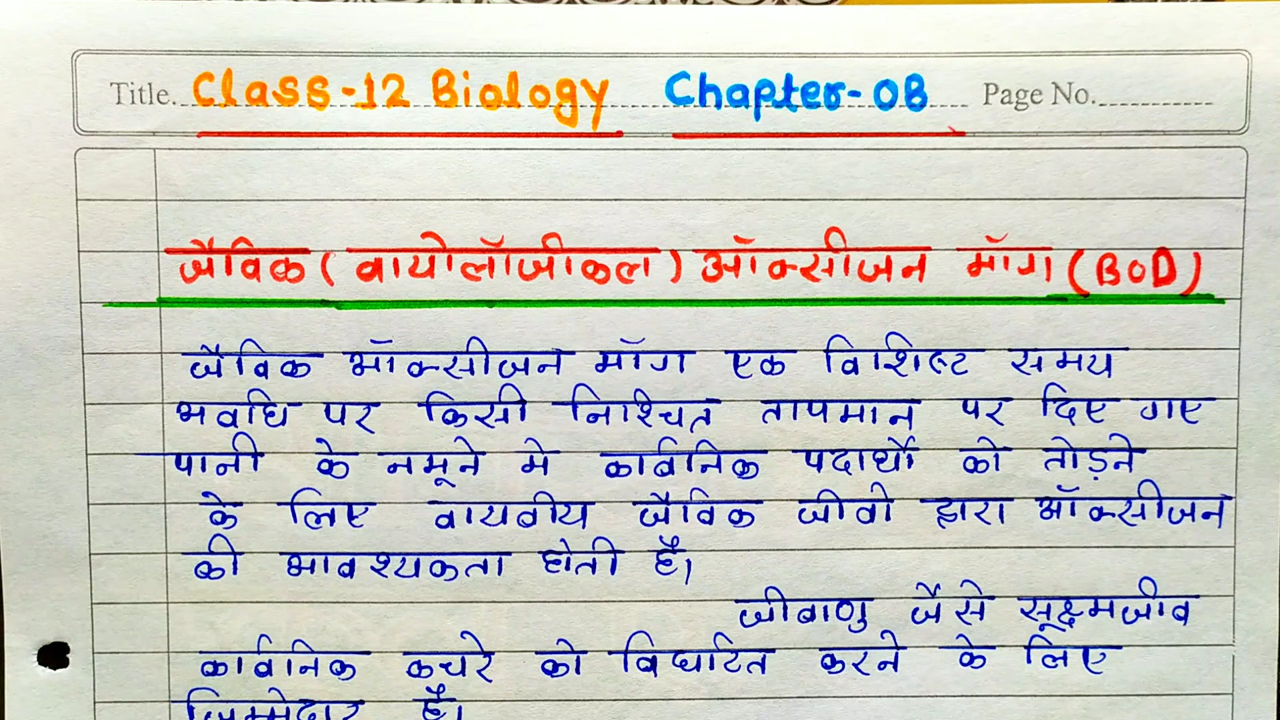 Title. Class-12 Biology Chapter-08 Page No.
जैविक (वायोलॉजीकल) ऑक्सीजन मॉग (BOD)
जैविक ऑक्सीजन मॉग एक विशिष्ट समय
अवधि पर किसी निश्चित तापमान पर दिए गए
पानी के नमूने मे कार्बनिक पदार्थो को तोड़ने
के लिए वायवीय जैविक जीवो द्वारा ऑक्सीजन
की आवश्यकता होती है।
जीवाणु जैसे सूक्ष्मजीव
कार्बनिक कचरे को विघटित करने के लिए
जिम्मेदार है।